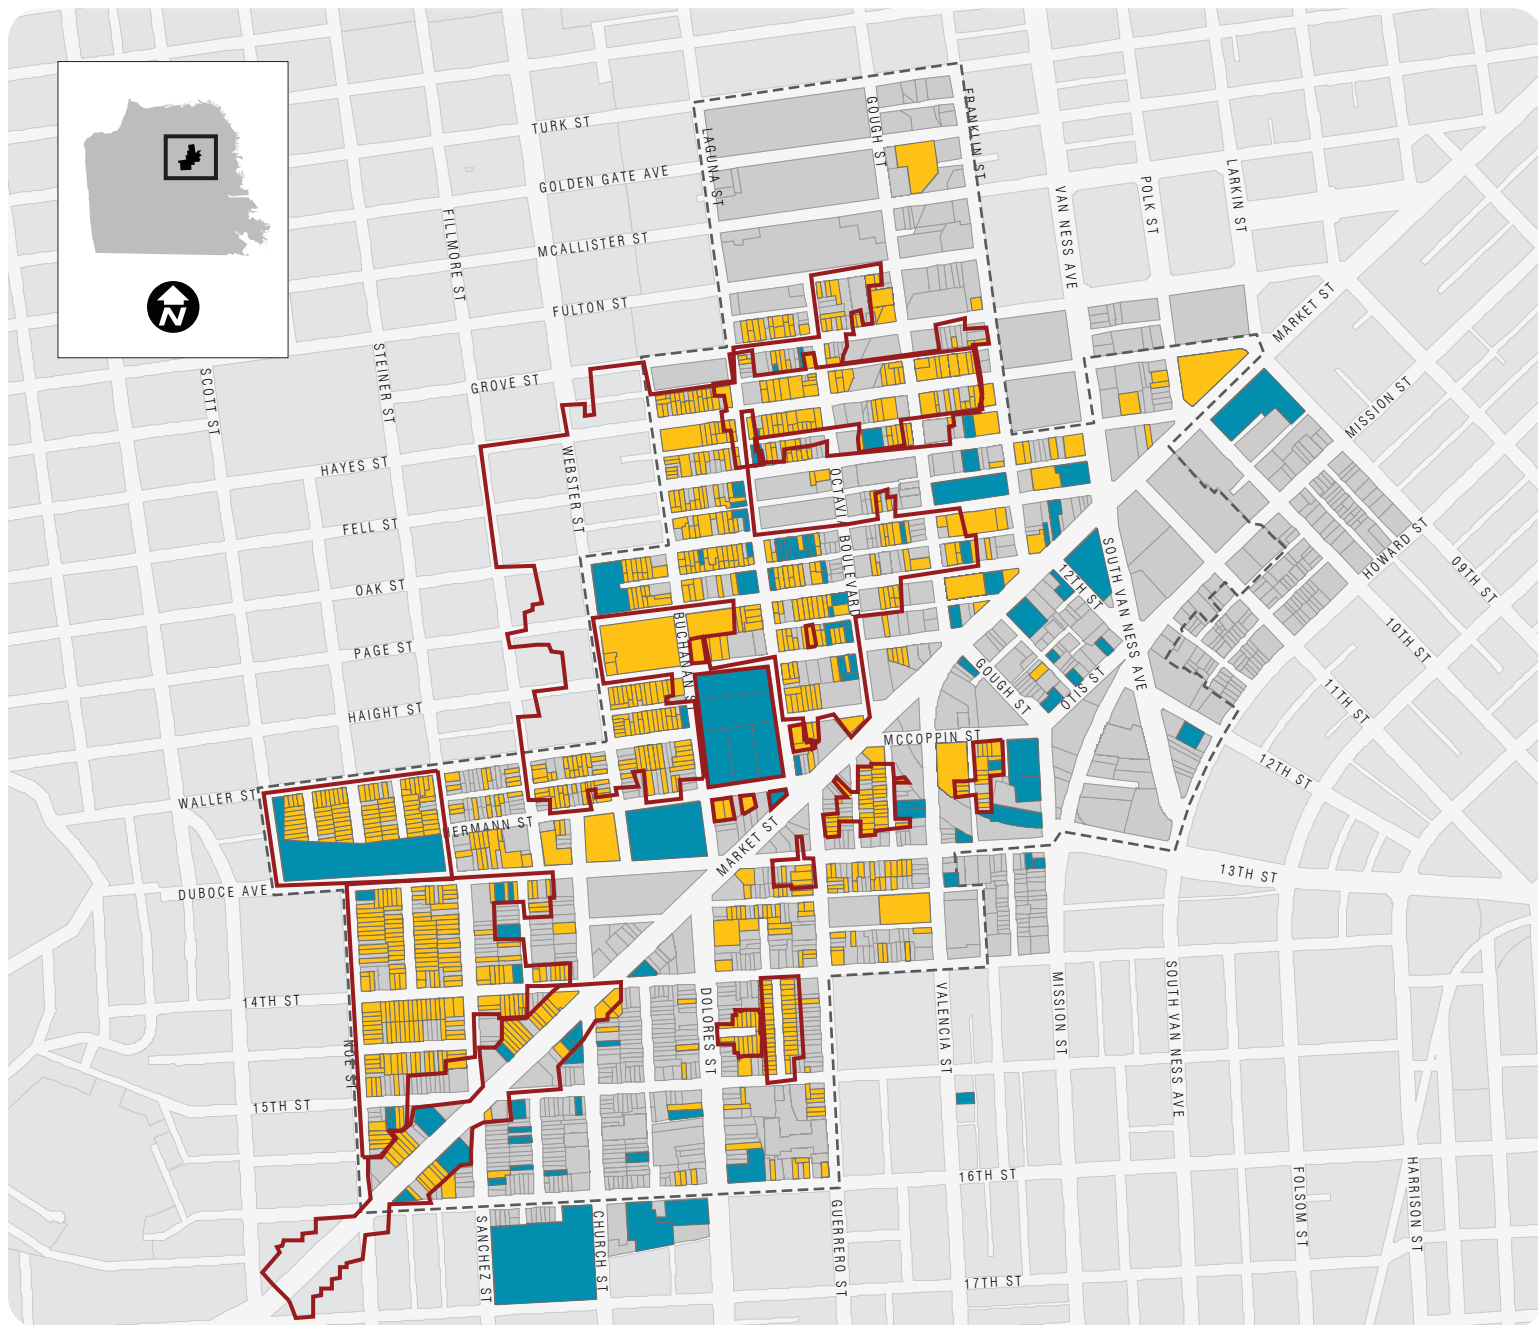 TURK ST
GOLDEN GATE AVE
MCALLISTER ST
FULTON ST
GROVE ST
HAYES ST
FELL ST
OAK ST
PAGE ST
HAIGHT ST
WALLER ST
HERMANN ST
DUBOCE AVE
14TH ST
15TH ST
16TH ST
17TH ST
SCOTT ST
STEINER ST
FILLMORE ST
WEBSTER ST
BUCHANAN ST
LAGUNA ST
OCTAVIA BOULEVARD
GOUGH ST
FRANKLIN ST
VAN NESS AVE
POLK ST
LARKIN ST
MARKET ST
MISSION ST
HOWARD ST
09TH ST
10TH ST
11TH ST
12TH ST
12TH ST
SOUTH VAN NESS AVE
GOUGH ST
OTIS ST
MCCOPPIN ST
MARKET ST
13TH ST
NOE ST
SANCHEZ ST
CHURCH ST
DOLORES ST
GUERRERO ST
VALENCIA ST
MISSION ST
SOUTH VAN NESS AVE
FOLSOM ST
HARRISON ST
N